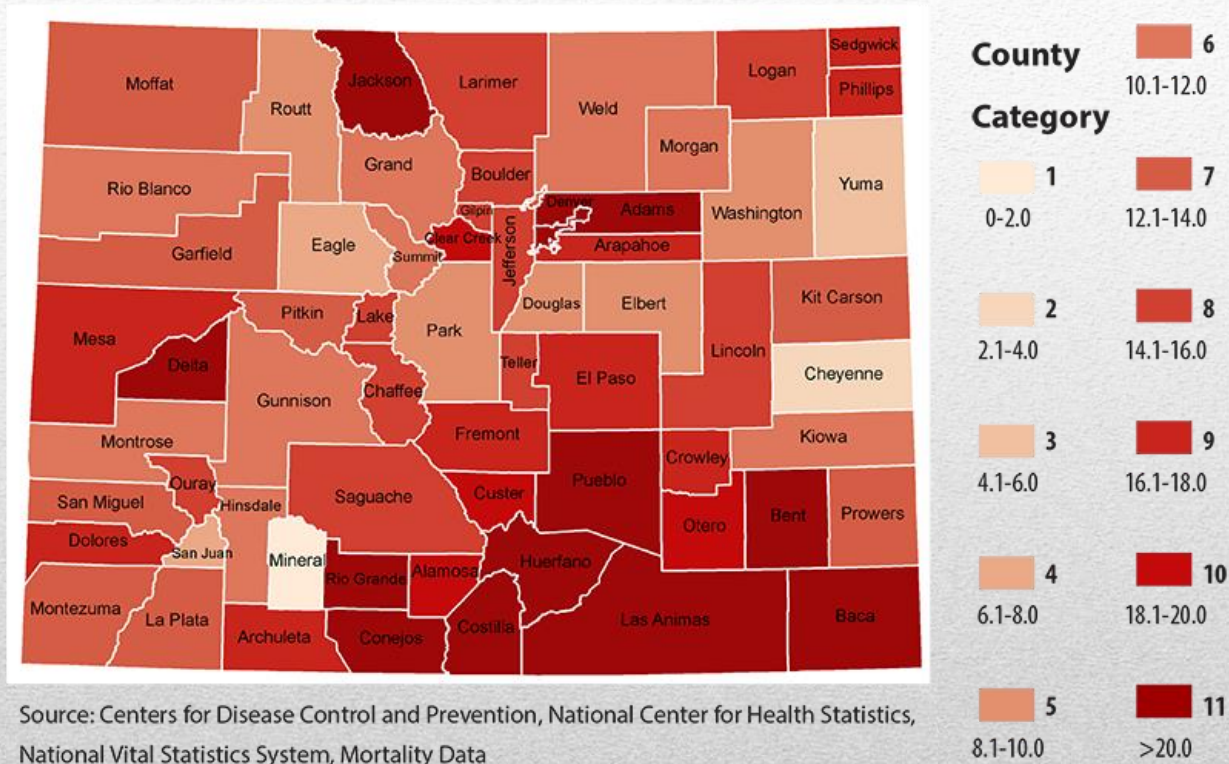 Moffat
Routt
Jackson
Larimer
Weld
Logan
Sedgwick
Phillips
Morgan
Grand
Boulder
Rio Blanco
Yuma
Gilpin
Denver
Adams
Washington
Clear Creek
Jefferson
Arapahoe
Garfield
Eagle
Summit
Douglas
Elbert
Kit Carson
Pitkin
Lake
Park
Mesa
Delta
Teller
Lincoln
Cheyenne
El Paso
Gunnison
Chaffee
Fremont
Montrose
Kiowa
Crowley
Ouray
Pueblo
San Miguel
Hinsdale
Saguache
Custer
Otero
Bent
Prowers
Dolores
San Juan
Mineral
Huerfano
Rio Grande
Alamosa
Montezuma
La Plata
Archuleta
Conejos
Costilla
Las Animas
Baca
County
Category
1
0-2.0
2
2.1-4.0
3
4.1-6.0
4
6.1-8.0
5
8.1-10.0
6
10.1-12.0
7
12.1-14.0
8
14.1-16.0
9
16.1-18.0
10
18.1-20.0
11
>20.0
Source: Centers for Disease Control and Prevention, National Center for Health Statistics,
National Vital Statistics System, Mortality Data